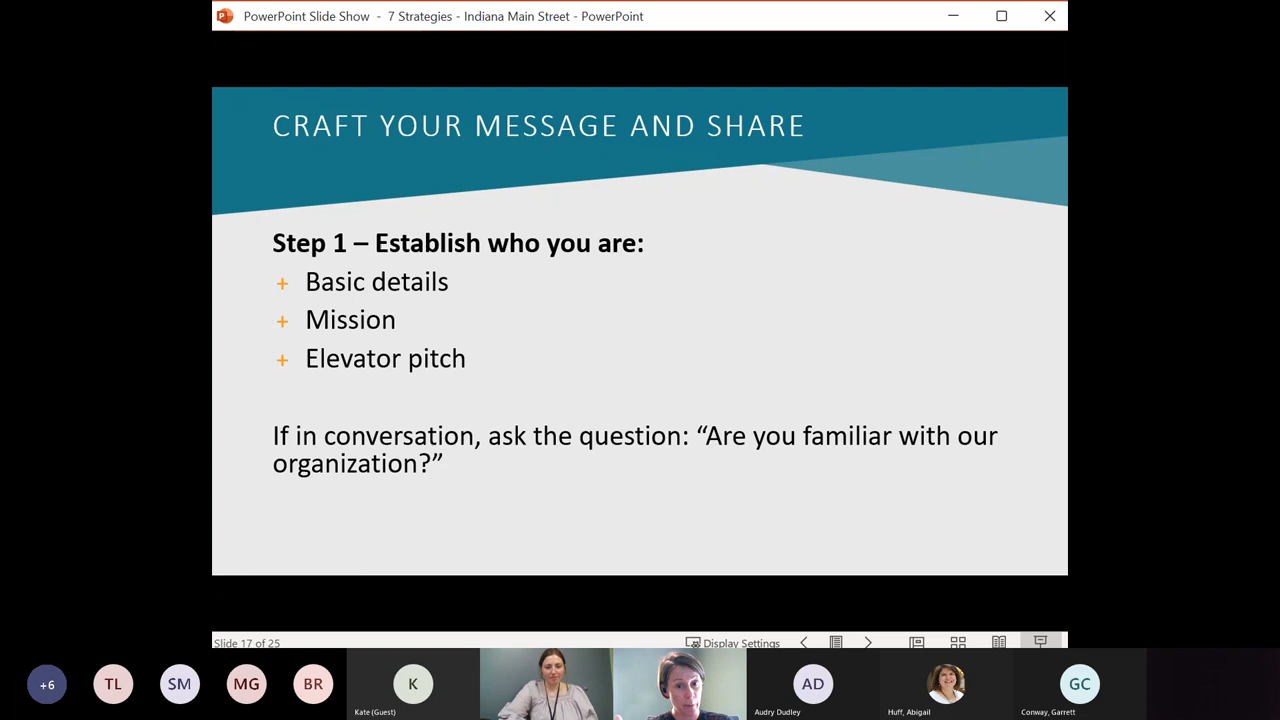 PowerPoint Slide Show - 7 Strategies - Indiana Main Street - PowerPoint
CRAFT YOUR MESSAGE AND SHARE
Step 1 – Establish who you are:
+ Basic details
+ Mission
+ Elevator pitch
If in conversation, ask the question: “Are you familiar with our
organization?”
Slide 17 of 25
Display Settings
+6
TL
SM
MG
BR
K
AD
GC
Kate (Guest)
Audry Dudley
Huff, Abigail
Conway, Garrett